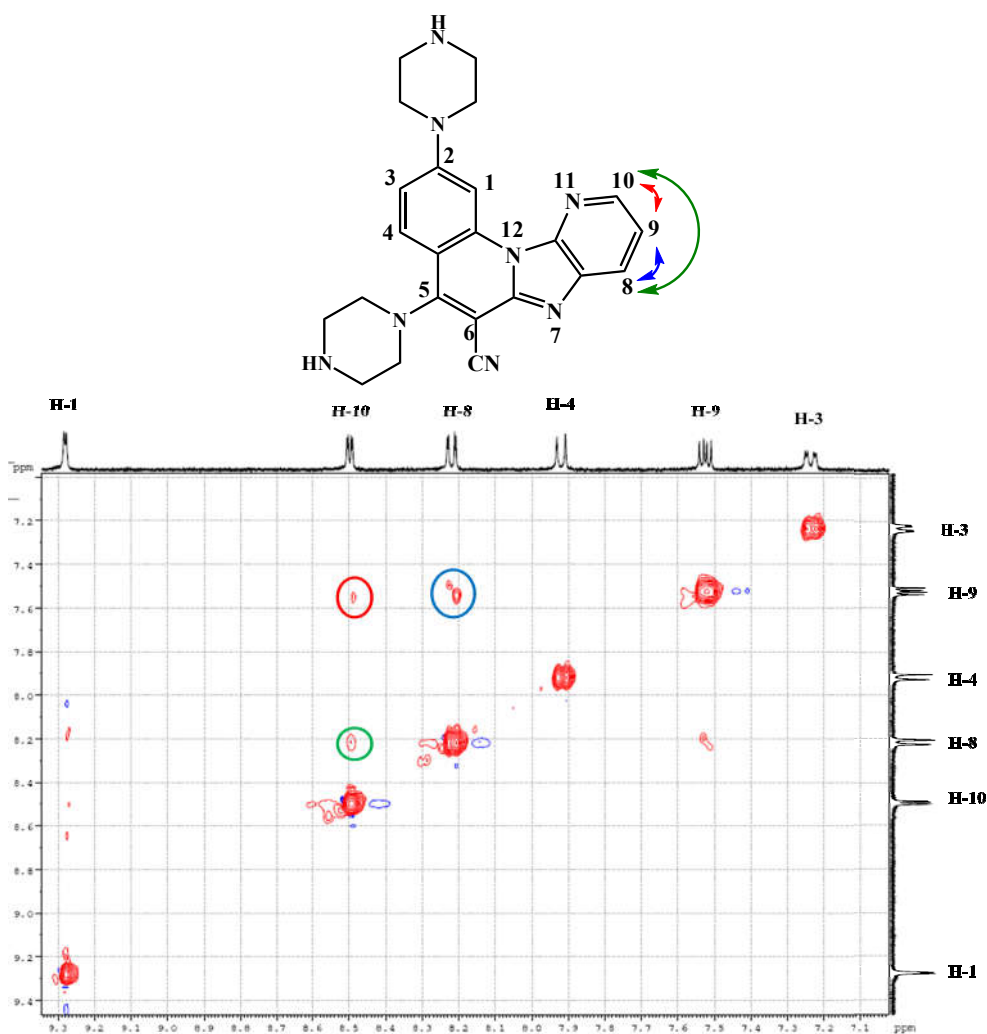 H
N
N
2
3
1
11
10
N
4
12
9
N
5
8
N
6
N
7
HN
CN
H-1
H-10
H-8
H-4
H-9
H-3
ppm
7.2
H-3
7.4
H-9
7.6
7.8
H-4
8.0
8.2
H-8
8.4
H-10
8.6
8.8
9.0
9.2
H-1
9.4
9.3 9.2 9.1 9.0 8.9 8.8 8.7 8.6 8.5 8.4 8.3 8.2 8.1 8.0 7.9 7.8 7.7 7.6 7.5 7.4 7.3 7.2 7.1 ppm